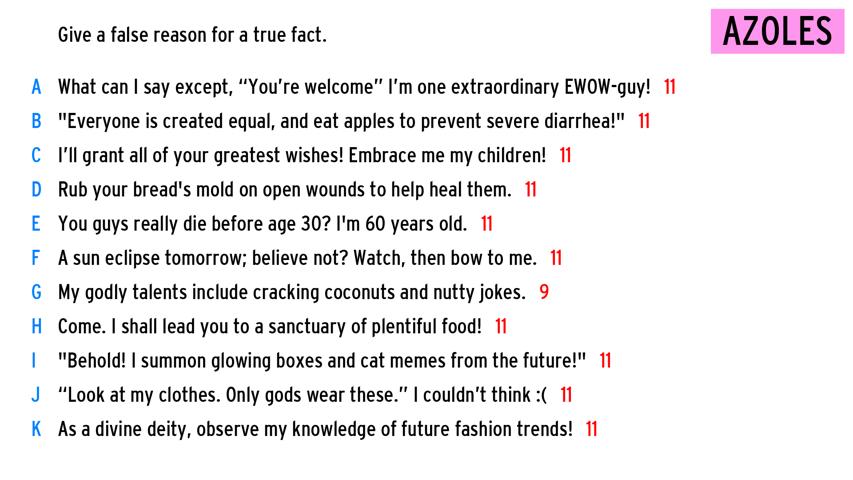 Give a false reason for a true fact.
AZOLES
A What can I say except, “You’re welcome” I’m one extraordinary EWOW-guy! 11
B "Everyone is created equal, and eat apples to prevent severe diarrhea!" 11
C I’ll grant all of your greatest wishes! Embrace me my children! 11
D Rub your bread's mold on open wounds to help heal them. 11
E You guys really die before age 30? I'm 60 years old. 11
F A sun eclipse tomorrow; believe not? Watch, then bow to me. 11
G My godly talents include cracking coconuts and nutty jokes. 9
H Come. I shall lead you to a sanctuary of plentiful food! 11
I "Behold! I summon glowing boxes and cat memes from the future!" 11
J “Look at my clothes. Only gods wear these.” I couldn’t think :( 11
K As a divine deity, observe my knowledge of future fashion trends! 11